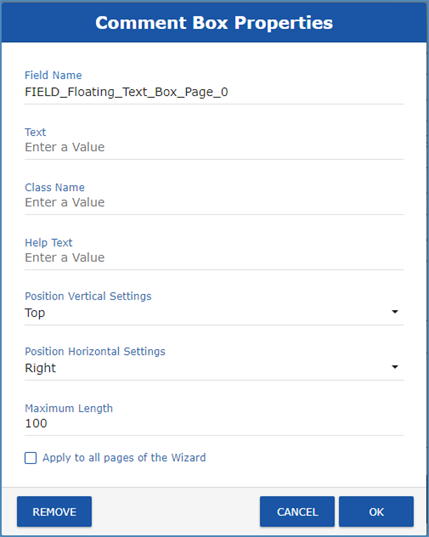 Comment Box Properties
Field Name
FIELD_Floating_Text_Box_Page_0
Text
Enter a Value
Class Name
Enter a Value
Help Text
Enter a Value
Position Vertical Settings
Top
Position Horizontal Settings
Right
Maximum Length
100
Apply to all pages of the Wizard
REMOVE CANCEL OK